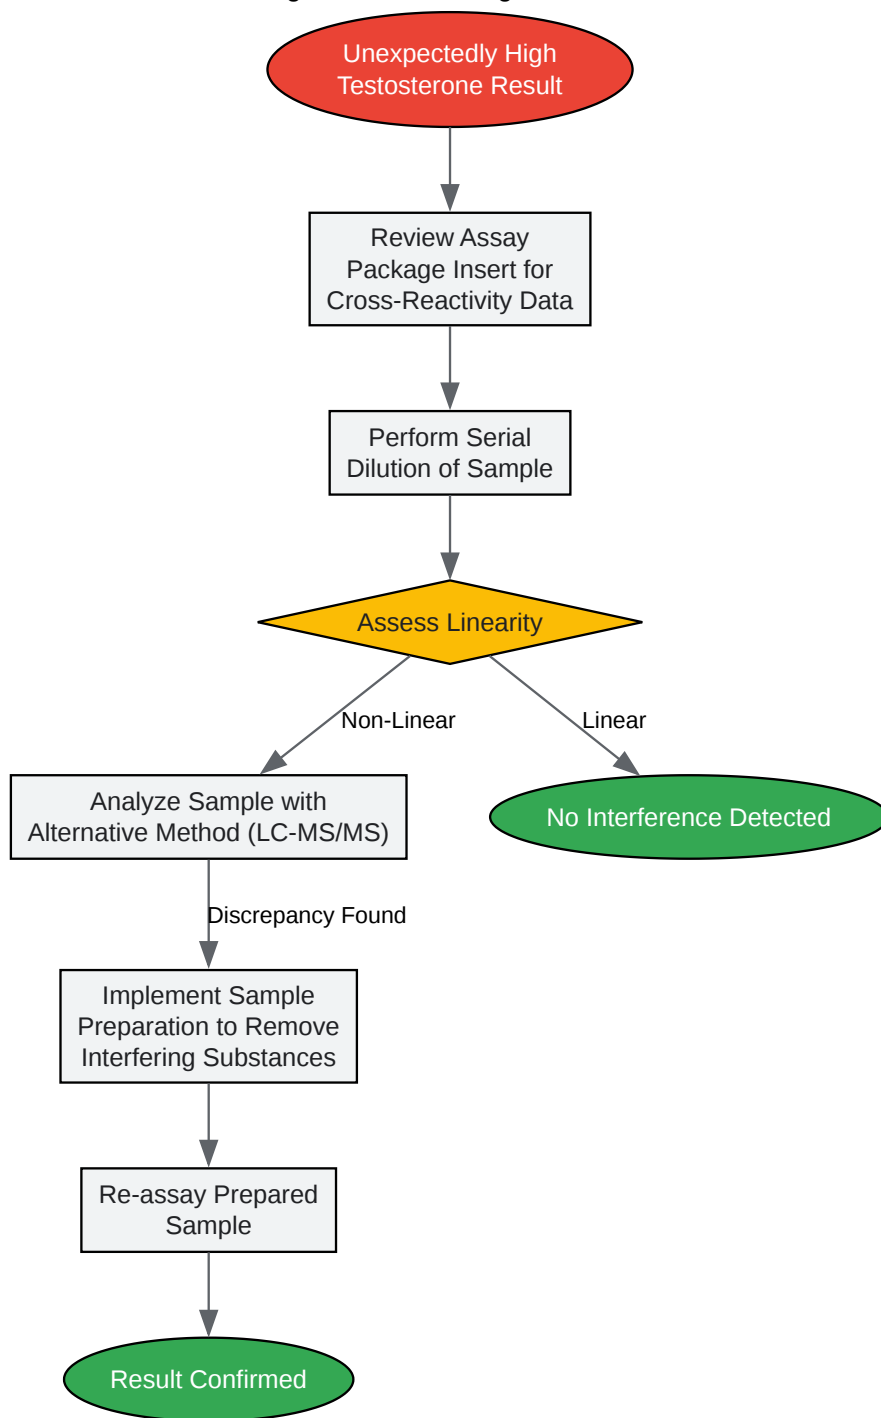 Unexpectedly High
Testosterone Result
Review Assay
Package Insert for
Cross-Reactivity Data
Perform Serial
Dilution of Sample
Assess Linearity
Non-Linear
Linear
Analyze Sample with
Alternative Method (LC-MS/MS)
No Interference Detected
Discrepancy Found
Implement Sample
Preparation to Remove
Interfering Substances
Re-assay Prepared
Sample
Result Confirmed